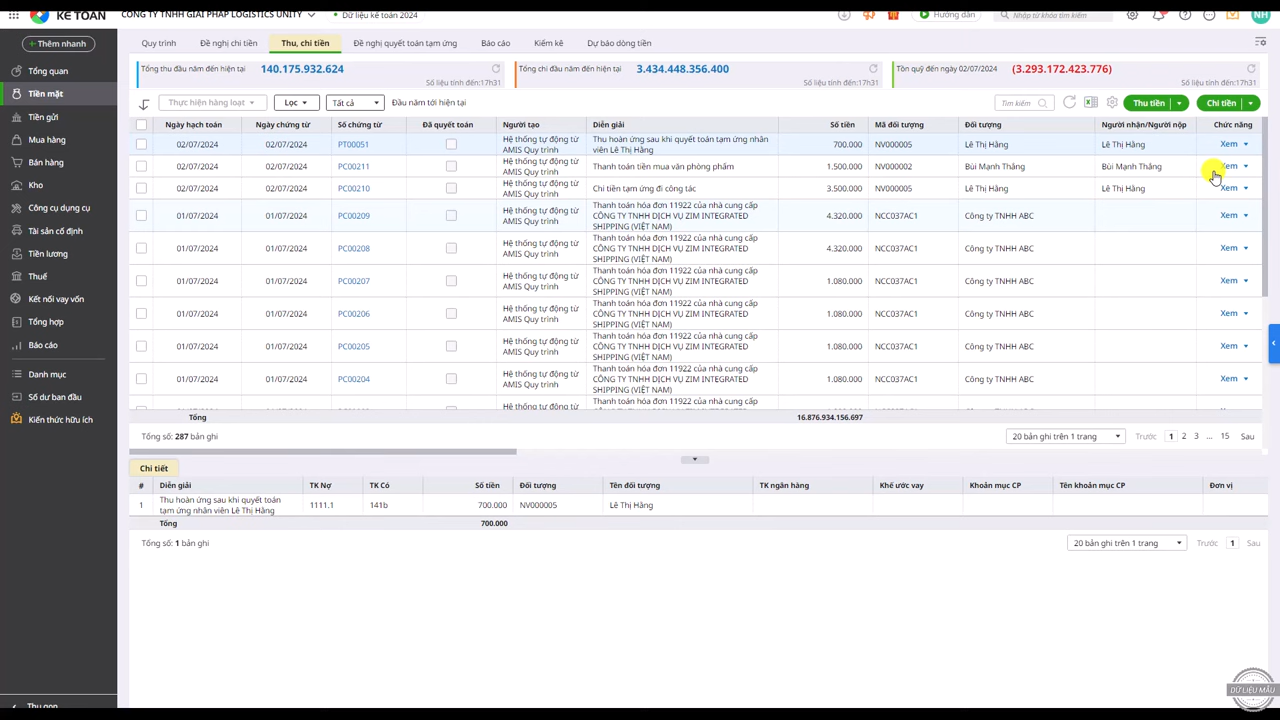 KẾ TOÁN
CÔNG TY TNHH GIẢI PHÁP LOGISTICS UNITY
Dữ liệu kế toán 2024
Hướng dẫn
Nhập từ khóa tìm kiếm
NH
+ Thêm nhanh
Tổng quan
Tiền mặt
Tiền gửi
Mua hàng
Bán hàng
Kho
Công cụ dụng cụ
Tài sản cố định
Tiền lương
Thuế
Kết nối vay vốn
Tổng hợp
Báo cáo
Danh mục
Số dư ban đầu
Kiến thức hữu ích
Thu gọn
Quy trình Đề nghị chi tiền Thu, chi tiền Đề nghị quyết toán tạm ứng Báo cáo Kiểm kê Dự báo dòng tiền
Tổng thu đầu năm đến hiện tại 140.175.932.624
Số liệu tính đến:17h31
Tổng chi đầu năm đến hiện tại 3.434.448.356.400
Số liệu tính đến:17h31
Tồn quỹ đến ngày 02/07/2024 (3.293.172.423.776)
Số liệu tính đến:17h31
Thực hiện hàng loạt Lọc Tất cả Đầu năm tới hiện tại Tìm kiếm Thu tiền Chi tiền
Ngày hạch toán Ngày chứng từ Số chứng từ Đã quyết toán Người tạo Diễn giải Số tiền Mã đối tượng Đối tượng Người nhận/Người nộp Chức năng
02/07/2024 02/07/2024 PT00051 Hệ thống tự động từ AMIS Quy trình Thu hoàn ứng sau khi quyết toán tạm ứng nhân viên Lê Thị Hằng 700.000 NV000005 Lê Thị Hằng Lê Thị Hằng Xem
02/07/2024 02/07/2024 PC00211 Hệ thống tự động từ AMIS Quy trình Thanh toán tiền mua văn phòng phẩm 1.500.000 NV000002 Bùi Mạnh Thắng Bùi Mạnh Thắng Xem
02/07/2024 02/07/2024 PC00210 Hệ thống tự động từ AMIS Quy trình Chi tiền tạm ứng đi công tác 3.500.000 NV000005 Lê Thị Hằng Lê Thị Hằng Xem
01/07/2024 01/07/2024 PC00209 Hệ thống tự động từ AMIS Quy trình Thanh toán hóa đơn 11922 của nhà cung cấp CÔNG TY TNHH DỊCH VỤ ZIM INTEGRATED SHIPPING (VIỆT NAM) 4.320.000 NCC037AC1 Công ty TNHH ABC Xem
01/07/2024 01/07/2024 PC00208 Hệ thống tự động từ AMIS Quy trình Thanh toán hóa đơn 11922 của nhà cung cấp CÔNG TY TNHH DỊCH VỤ ZIM INTEGRATED SHIPPING (VIỆT NAM) 4.320.000 NCC037AC1 Công ty TNHH ABC Xem
01/07/2024 01/07/2024 PC00207 Hệ thống tự động từ AMIS Quy trình Thanh toán hóa đơn 11922 của nhà cung cấp CÔNG TY TNHH DỊCH VỤ ZIM INTEGRATED SHIPPING (VIỆT NAM) 1.080.000 NCC037AC1 Công ty TNHH ABC Xem
01/07/2024 01/07/2024 PC00206 Hệ thống tự động từ AMIS Quy trình Thanh toán hóa đơn 11922 của nhà cung cấp CÔNG TY TNHH DỊCH VỤ ZIM INTEGRATED SHIPPING (VIỆT NAM) 1.080.000 NCC037AC1 Công ty TNHH ABC Xem
01/07/2024 01/07/2024 PC00205 Hệ thống tự động từ AMIS Quy trình Thanh toán hóa đơn 11922 của nhà cung cấp CÔNG TY TNHH DỊCH VỤ ZIM INTEGRATED SHIPPING (VIỆT NAM) 1.080.000 NCC037AC1 Công ty TNHH ABC Xem
01/07/2024 01/07/2024 PC00204 Hệ thống tự động từ AMIS Quy trình Thanh toán hóa đơn 11922 của nhà cung cấp CÔNG TY TNHH DỊCH VỤ ZIM INTEGRATED SHIPPING (VIỆT NAM) 1.080.000 NCC037AC1 Công ty TNHH ABC Xem
Hệ thống tự động từ Thanh toán hóa đơn 11922 của nhà cung cấp
Tổng 16.876.934.156.697
Tổng số: 287 bản ghi 20 bản ghi trên 1 trang Trước 1 2 3 ... 15 Sau
Chi tiết
# Diễn giải TK Nợ TK Có Số tiền Đối tượng Tên đối tượng TK ngân hàng Khế ước vay Khoản mục CP Tên khoản mục CP Đơn vị
1 Thu hoàn ứng sau khi quyết toán tạm ứng nhân viên Lê Thị Hằng 1111.1 141b 700.000 NV000005 Lê Thị Hằng
Tổng 700.000
Tổng số: 1 bản ghi 20 bản ghi trên 1 trang Trước 1 Sau
DỮ LIỆU MẪU